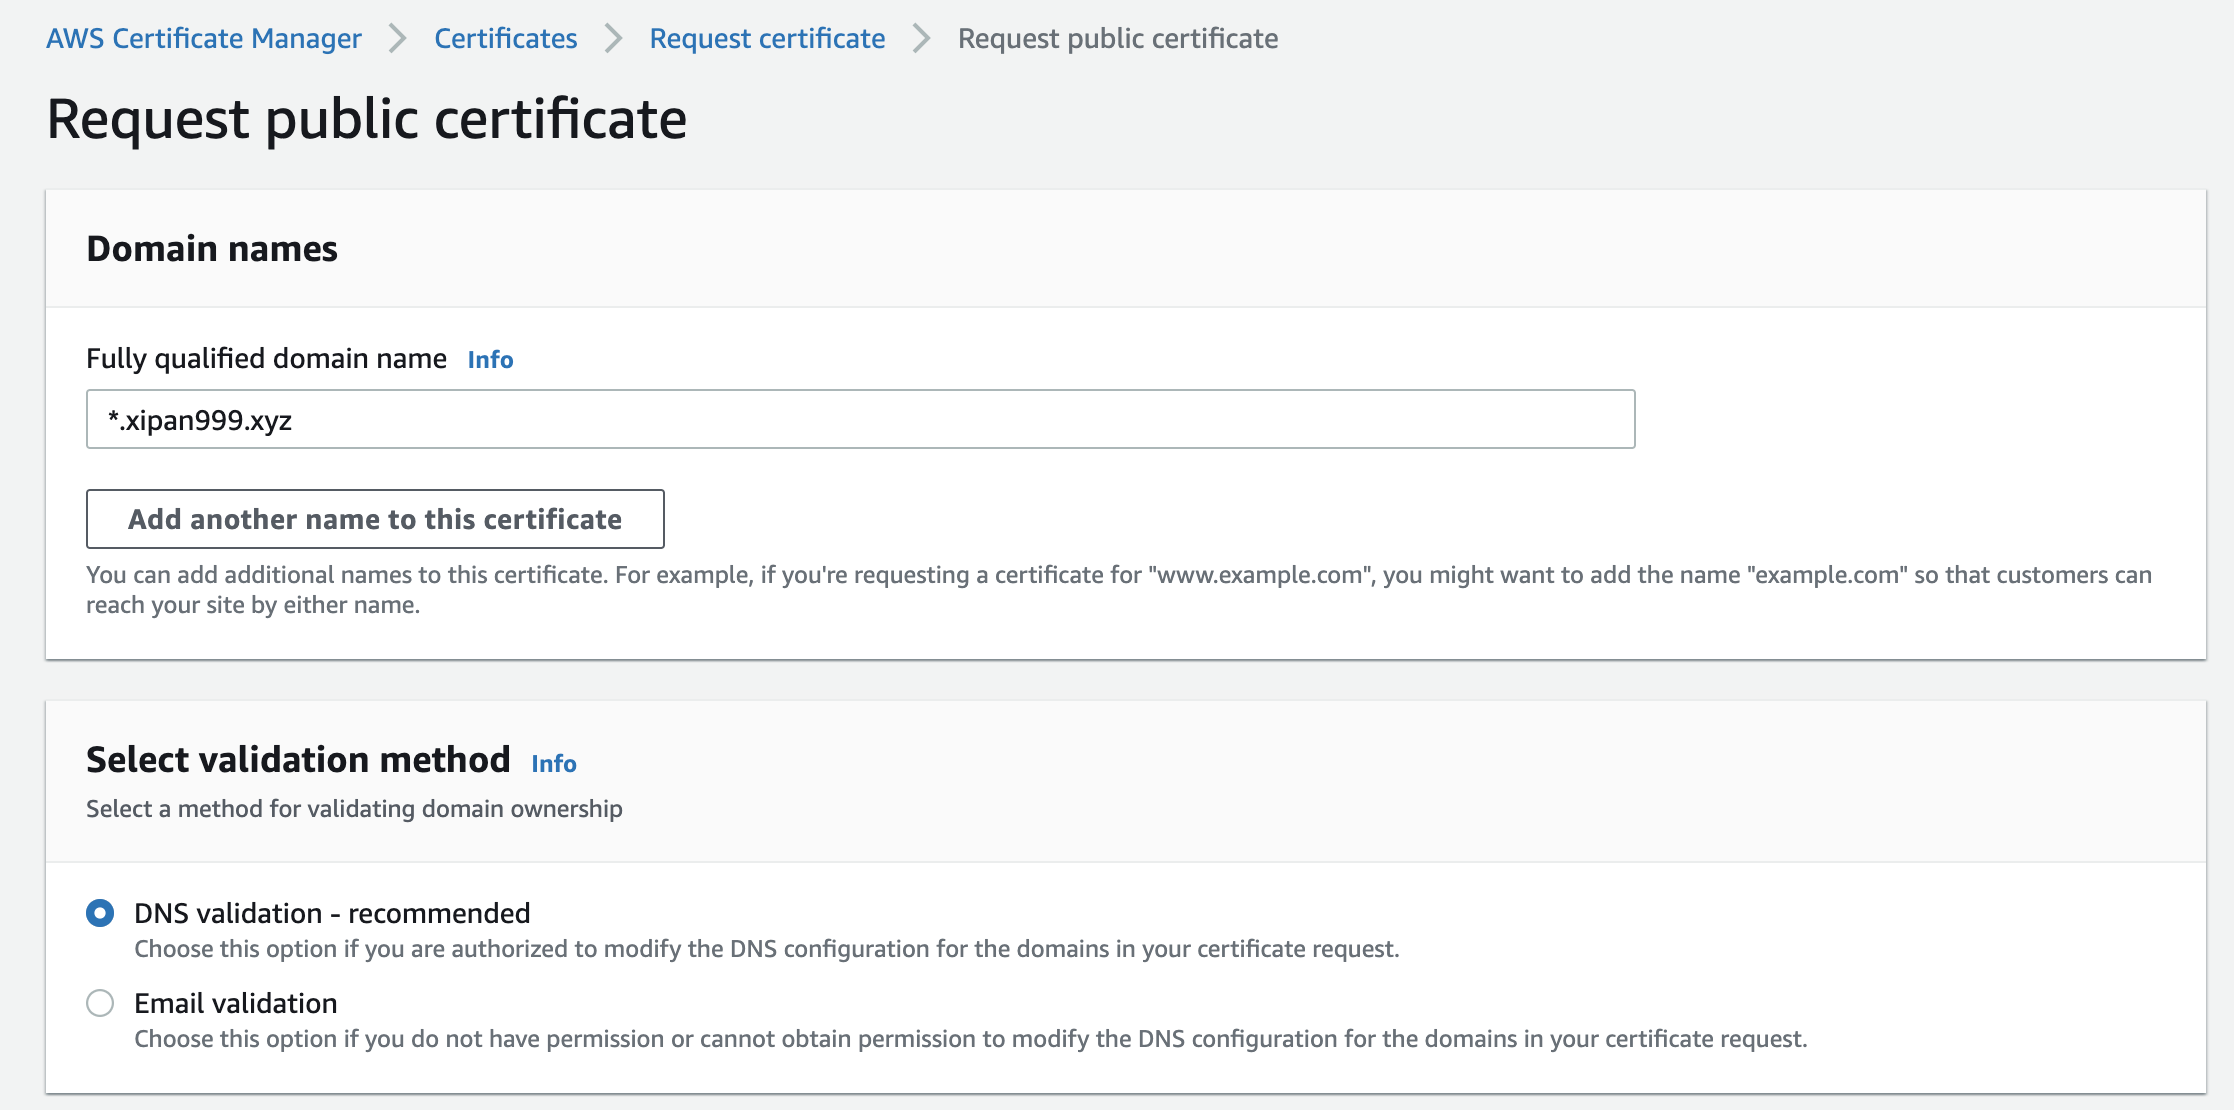 AWS Certificate Manager > Certificates > Request certificate > Request public certificate
Request public certificate
Domain names
Fully qualified domain name Info
*.xipan999.xyz
Add another name to this certificate
You can add additional names to this certificate. For example, if you're requesting a certificate for "www.example.com", you might want to add the name "example.com" so that customers can
reach your site by either name.
Select validation method Info
Select a method for validating domain ownership
DNS validation - recommended
Choose this option if you are authorized to modify the DNS configuration for the domains in your certificate request.
Email validation
Choose this option if you do not have permission or cannot obtain permission to modify the DNS configuration for the domains in your certificate request.